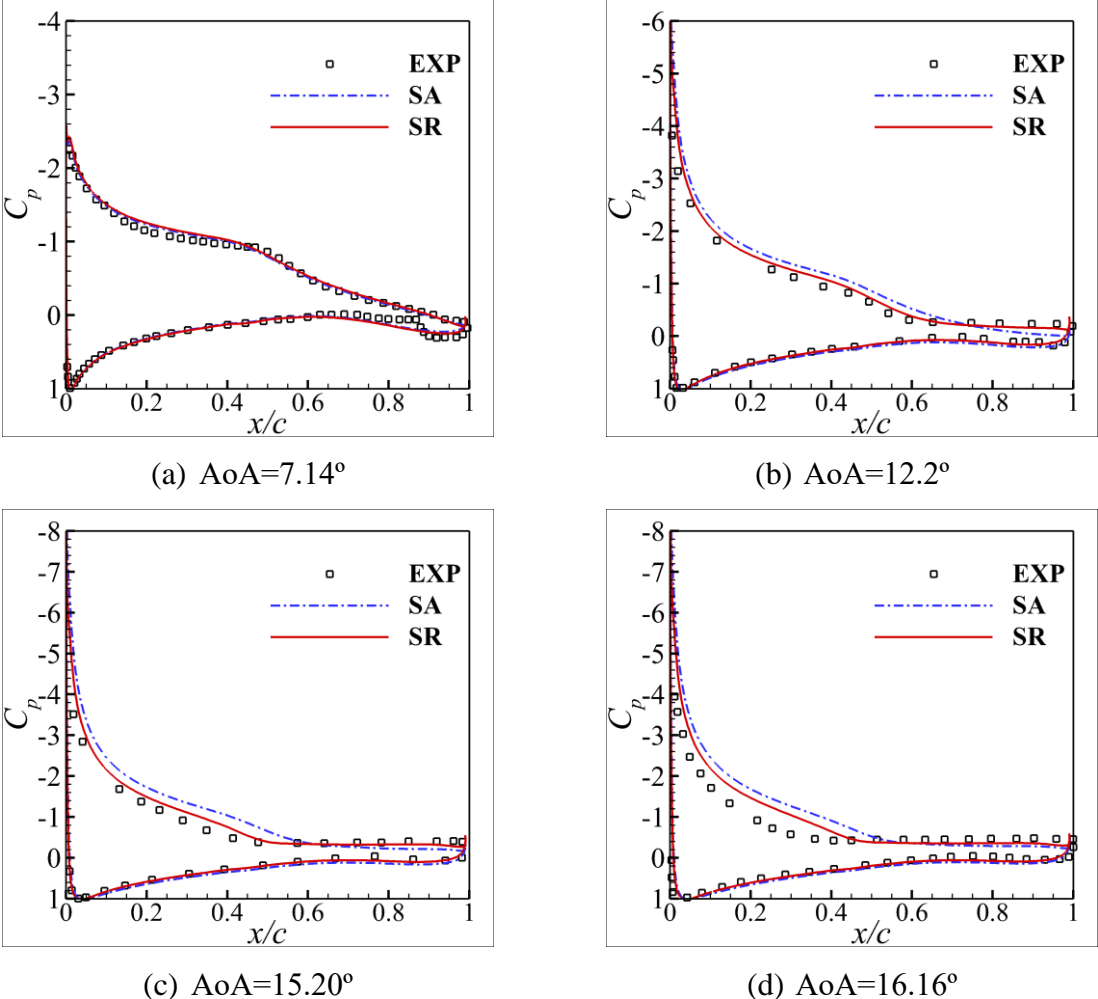 -4
-3
-2
-1
0
1
C_p
EXP
SA
SR
0 0.2 0.4 0.6 0.8 1
x/c
(a) AoA=7.14º
-6
-5
-4
-3
-2
-1
0
1
C_p
EXP
SA
SR
0 0.2 0.4 0.6 0.8 1
x/c
(b) AoA=12.2º
-8
-7
-6
-5
-4
-3
-2
-1
0
1
C_p
EXP
SA
SR
0 0.2 0.4 0.6 0.8 1
x/c
(c) AoA=15.20º
-8
-7
-6
-5
-4
-3
-2
-1
0
1
C_p
EXP
SA
SR
0 0.2 0.4 0.6 0.8 1
x/c
(d) AoA=16.16º